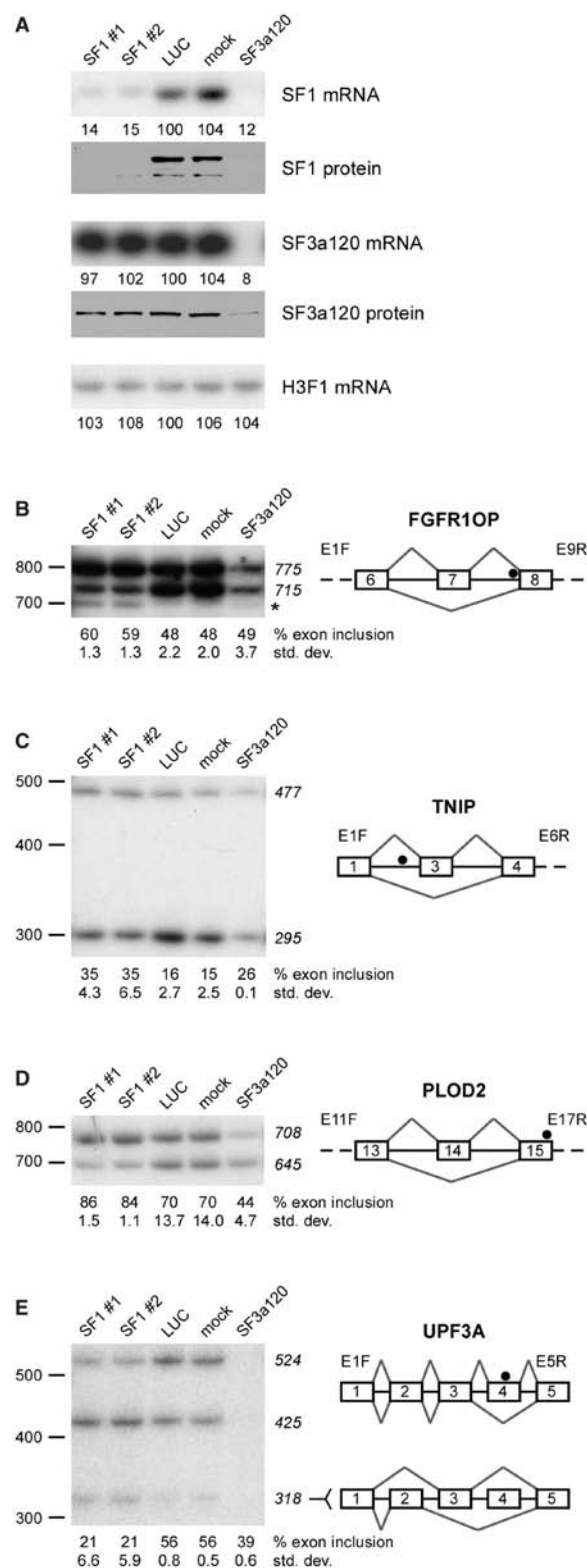 A
SF1 #1 SF1 #2 LUC mock SF3a120
SF1 mRNA
14 15 100 104 12
SF1 protein
SF3a120 mRNA
97 102 100 104 8
SF3a120 protein
H3F1 mRNA
103 108 100 106 104
B
SF1 #1 SF1 #2 LUC mock SF3a120
FGFR1OP
800 775
700 715
*
E1F E9R
6 7 8
60 59 48 48 49 % exon inclusion
1.3 1.3 2.2 2.0 3.7 std. dev.
C
SF1 #1 SF1 #2 LUC mock SF3a120
500 477
400
300 295
TNIP
E1F E6R
1 3 4
35 35 16 15 26 % exon inclusion
4.3 6.5 2.7 2.5 0.1 std. dev.
D
SF1 #1 SF1 #2 LUC mock SF3a120
PLOD2
800 708
700 645
E11F E17R
13 14 15
86 84 70 70 44 % exon inclusion
1.5 1.1 13.7 14.0 4.7 std. dev.
E
SF1 #1 SF1 #2 LUC mock SF3a120
UPF3A
500 524
400 425
300 318
E1F E5R
1 2 3 4 5
1 2 3 4 5
21 21 56 56 39 % exon inclusion
6.6 5.9 0.8 0.5 0.6 std. dev.